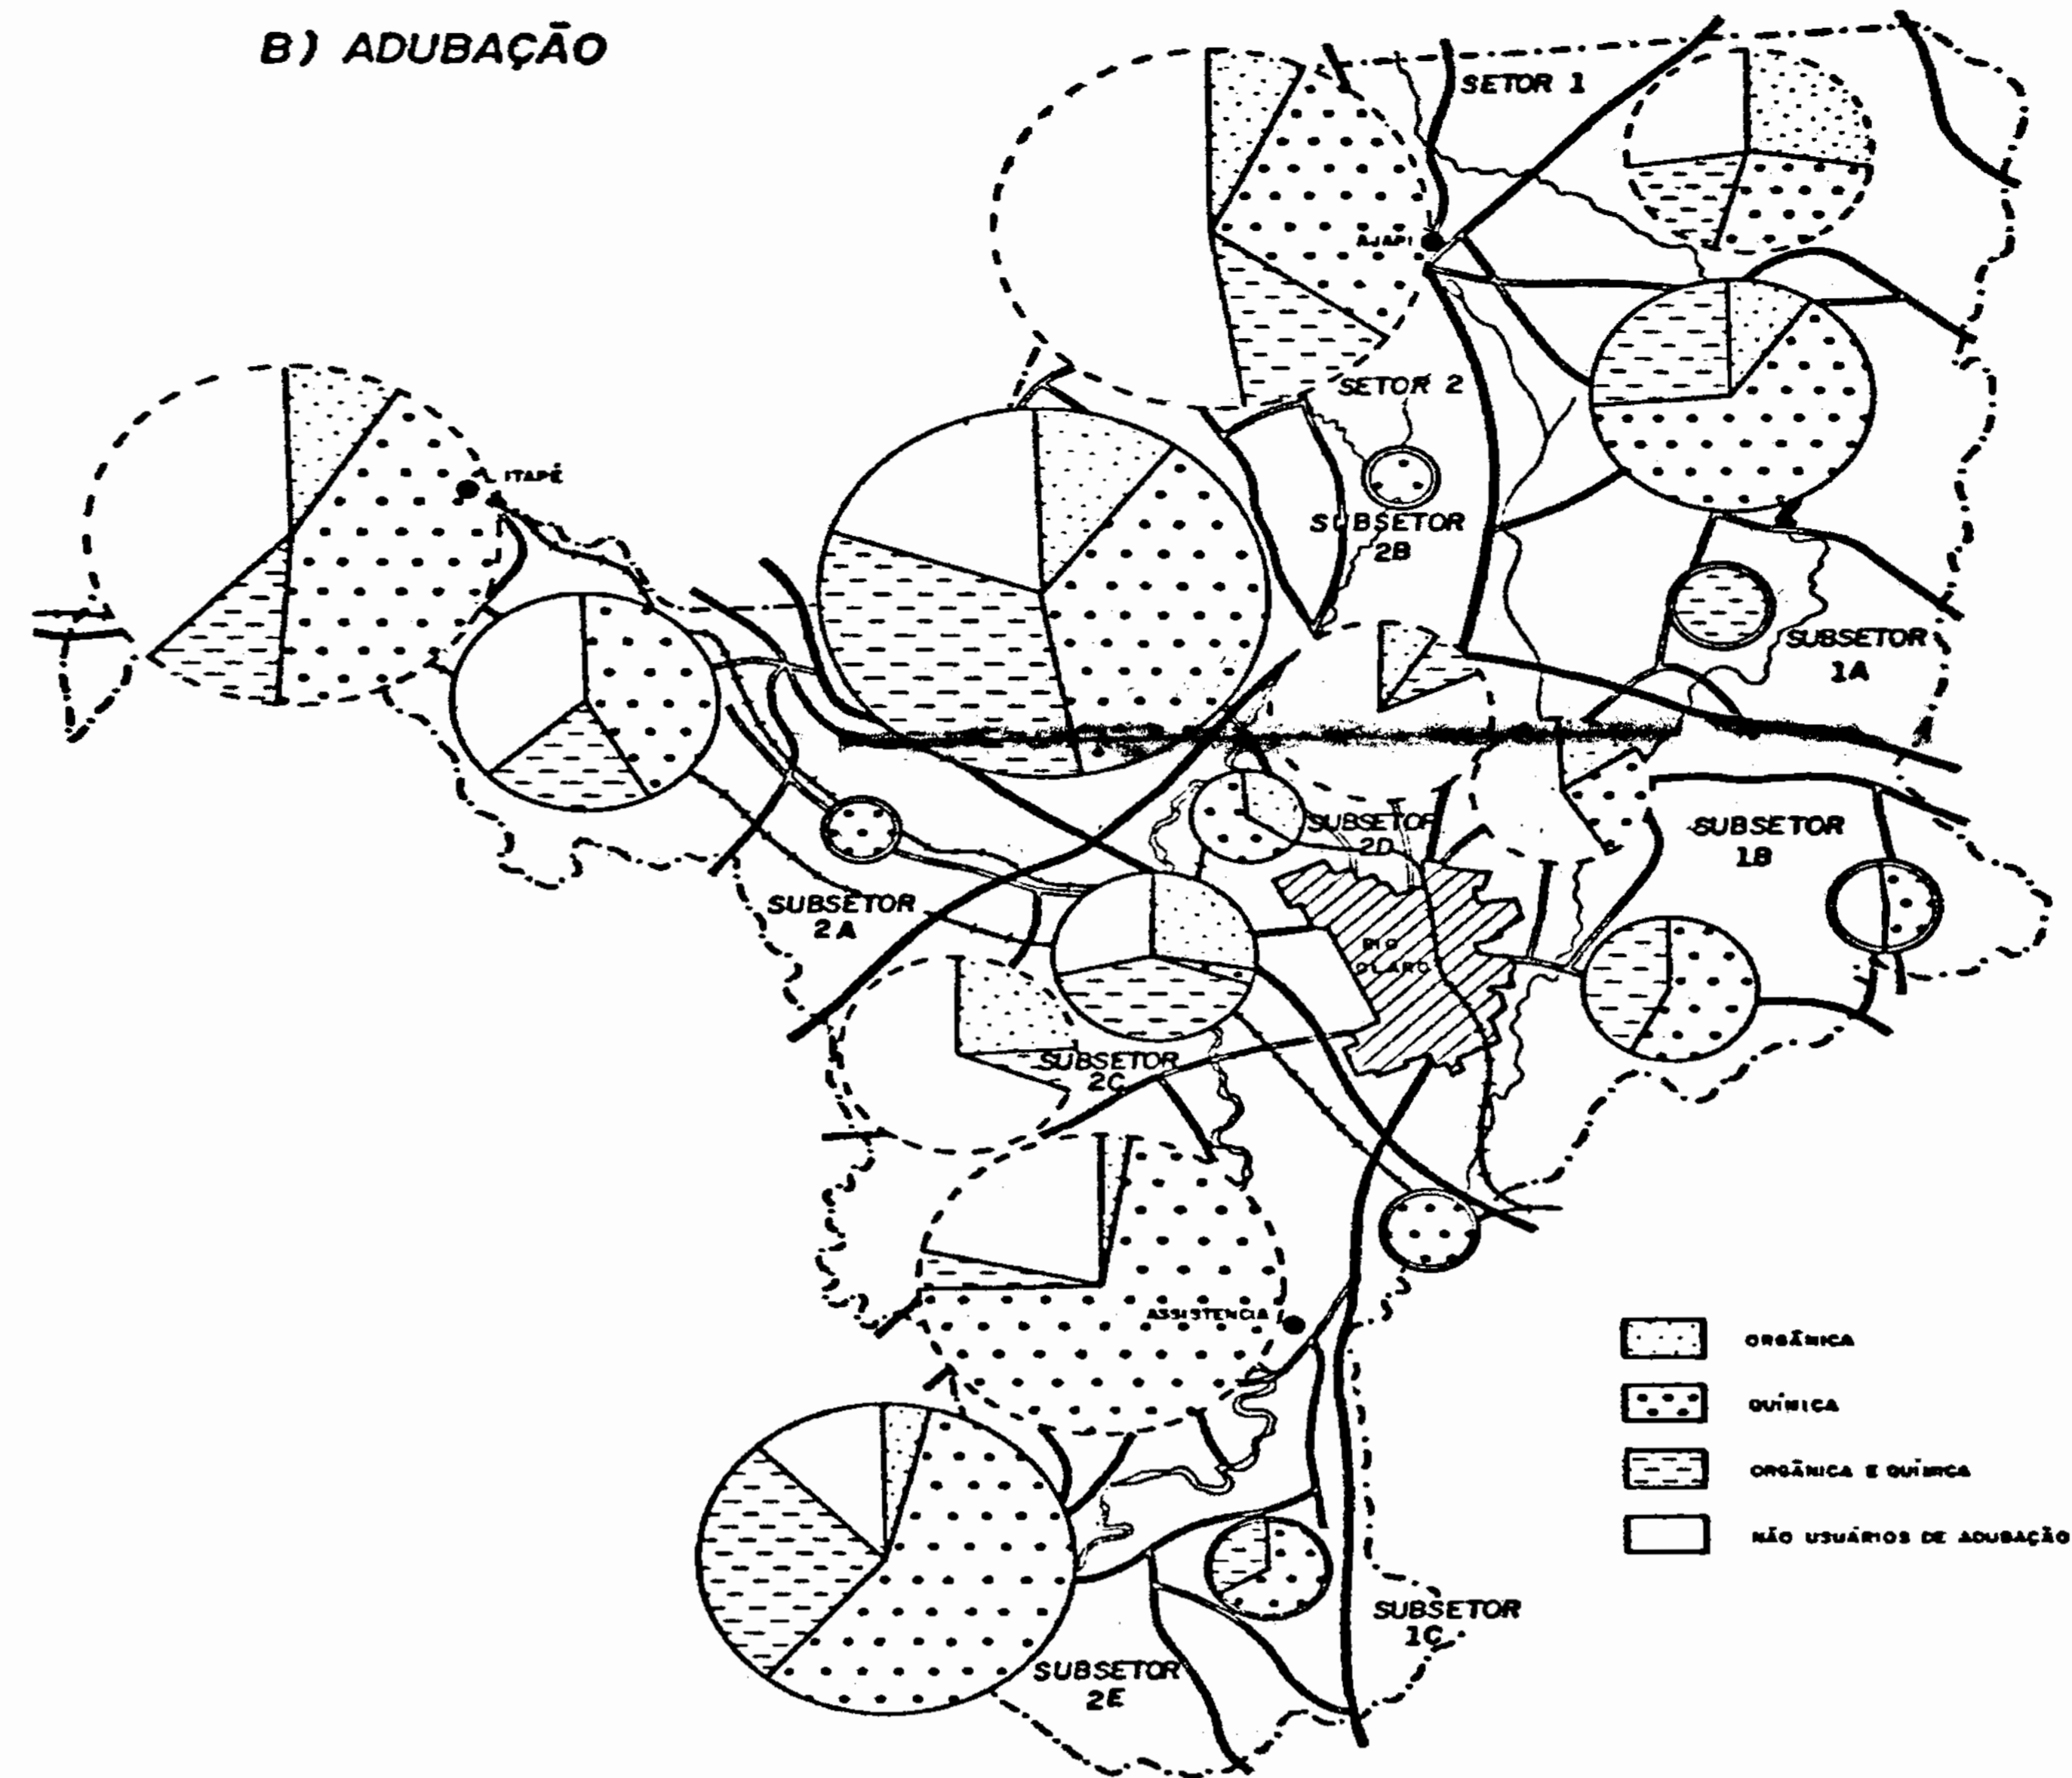 B) ADUBAÇÃO
SETOR 1
AJAPI
SETOR 2
ITAPÉ
SUBSETOR
2B
SUBSETOR
1A
SUBSETOR
2D
SUBSETOR
1B
SUBSETOR
2A
RIO
CLARO
SUBSETOR
2C
ASSISTENCIA
ORGÂNICA
QUÍMICA
ORGÂNICA E QUÍMICA
NÃO USUÁRIOS DE ADUBAÇÃO
SUBSETOR
1C
SUBSETOR
2E